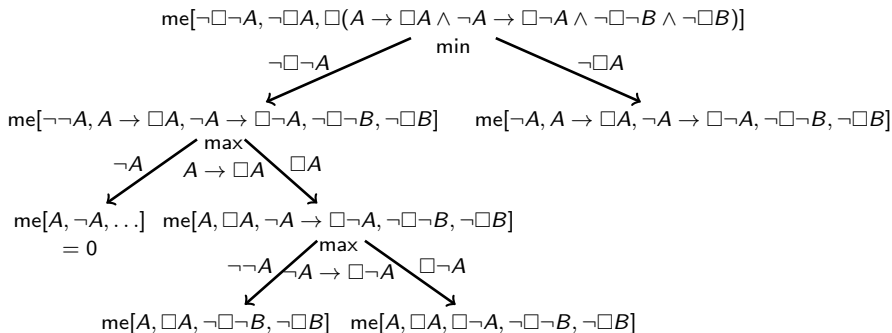 me[¬□¬A, ¬□A, □(A → □A ∧ ¬A → □¬A ∧ ¬□¬B ∧ ¬□B)]
min
¬□¬A ¬□A
me[¬¬A, A → □A, ¬A → □¬A, ¬□¬B, ¬□B] me[¬A, A → □A, ¬A → □¬A, ¬□¬B, ¬□B]
max
¬A A → □A □A
me[A, ¬A, …] me[A, □A, ¬A → □¬A, ¬□¬B, ¬□B]
= 0 max
¬¬A ¬A → □¬A □¬A
me[A, □A, ¬□¬B, ¬□B] me[A, □A, □¬A, ¬□¬B, ¬□B]